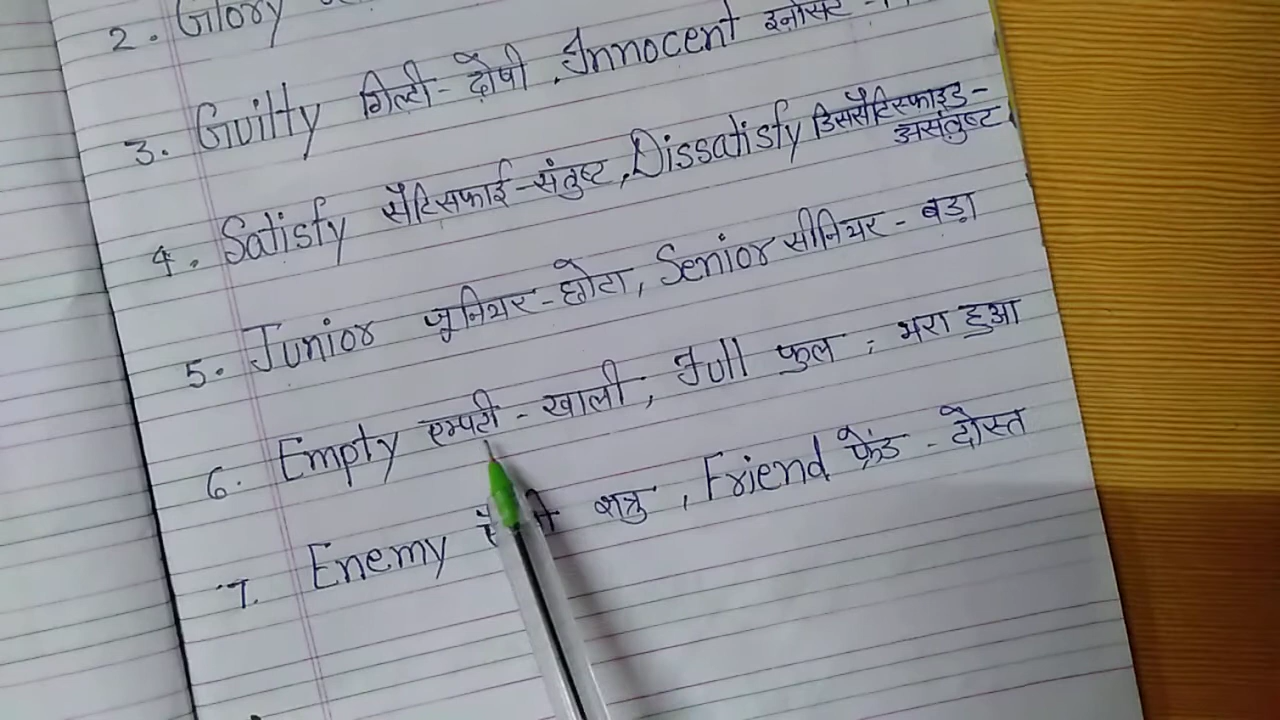 2. Glory
3. Guilty गिल्टी - दोषी, Innocent इनोसेंट -
4. Satisfy सैटिसफाई - संतुष्ट, Dissatisfy डिससैटिस्फाइड - असंतुष्ट
5. Junior जूनियर - छोटा, Senior सीनियर - बड़ा
6. Empty एम्पटी - खाली, Full फुल : भरा हुआ
7. Enemy शत्रु, Friend फ्रेंड - दोस्त